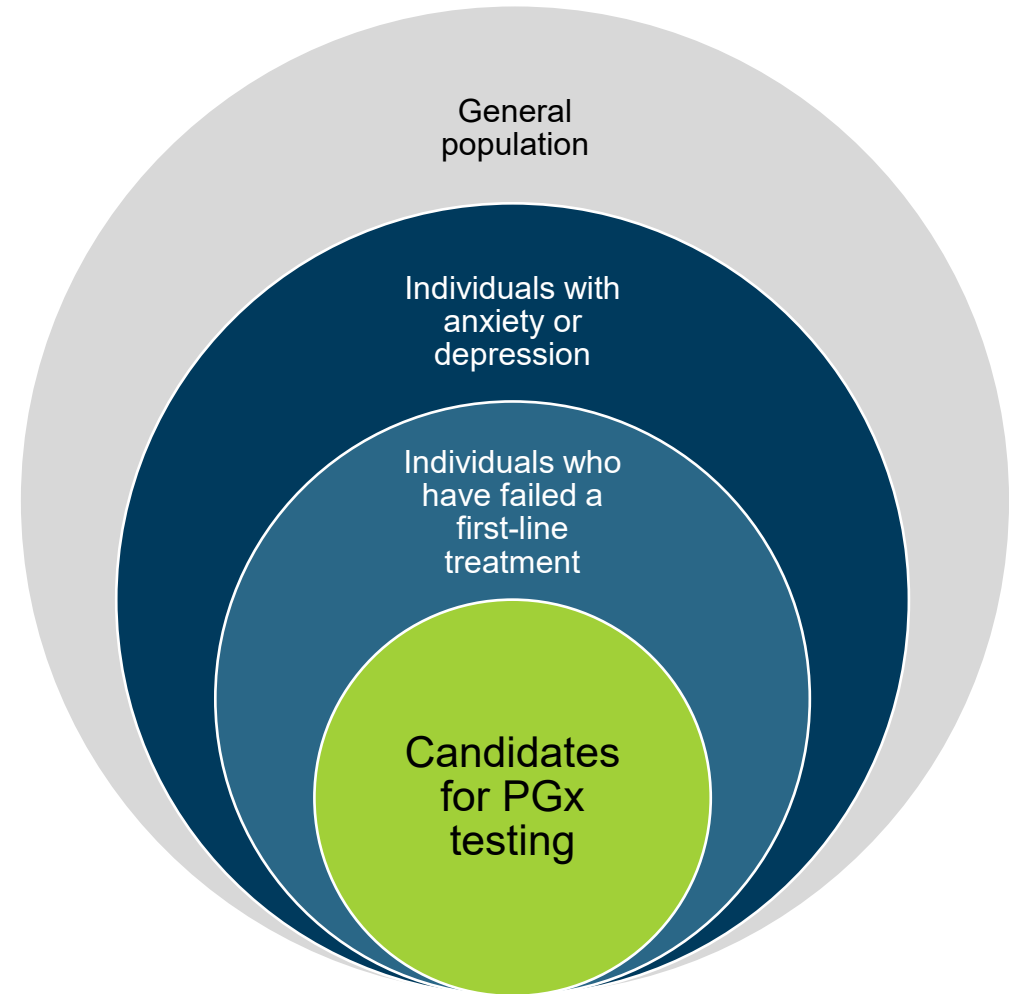 General
population
Individuals with
anxiety or
depression
Individuals who
have failed a
first-line
treatment
Candidates
for PGx
testing